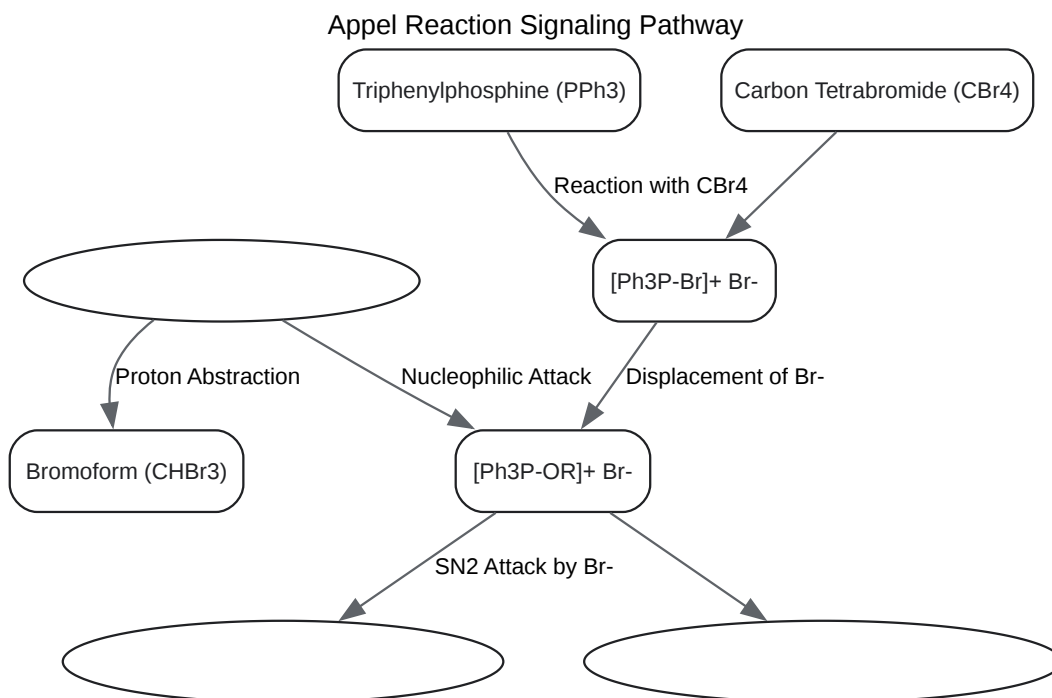 Appel Reaction Signaling Pathway
Triphenylphosphine (PPh3)
Carbon Tetrabromide (CBr4)
Reaction with CBr4
[Ph3P-Br]+ Br-
Proton Abstraction
Nucleophilic Attack
Displacement of Br-
Bromoform (CHBr3)
[Ph3P-OR]+ Br-
SN2 Attack by Br-